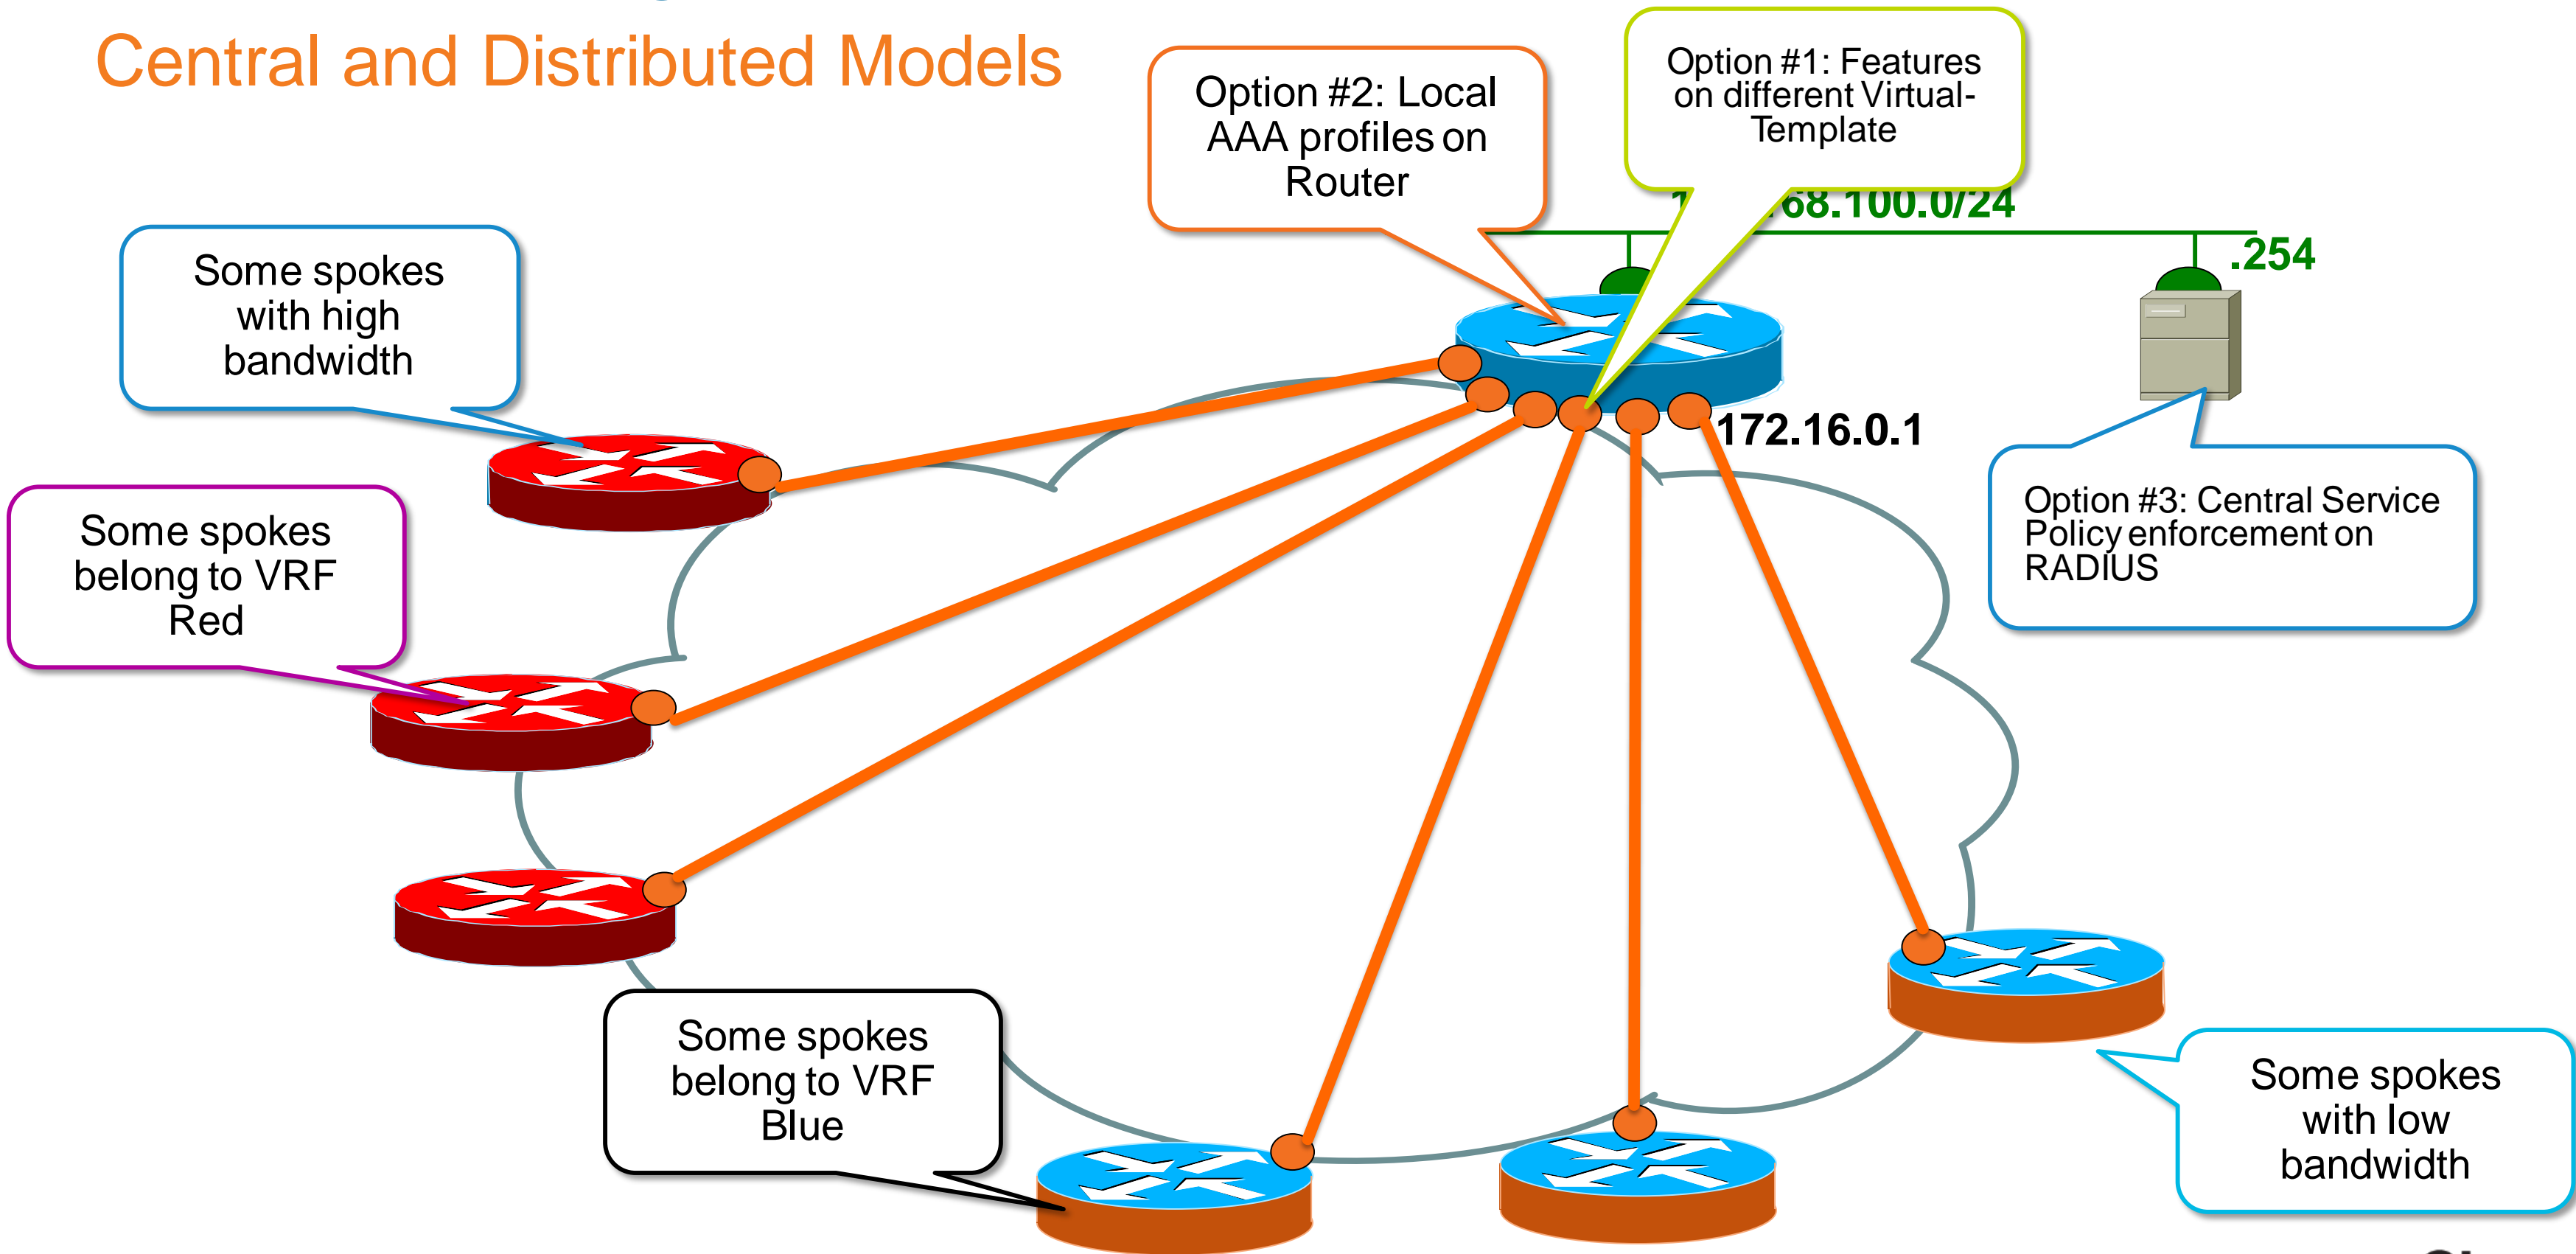 Central and Distributed Models
Option #2: Local
AAA profiles on
Router
Option #1: Features
on different Virtual-
Template
68.100.0/24
.254
Some spokes
with high
bandwidth
172.16.0.1
Option #3: Central Service
Policy enforcement on
RADIUS
Some spokes
belong to VRF
Red
Some spokes
belong to VRF
Blue
Some spokes
with low
bandwidth